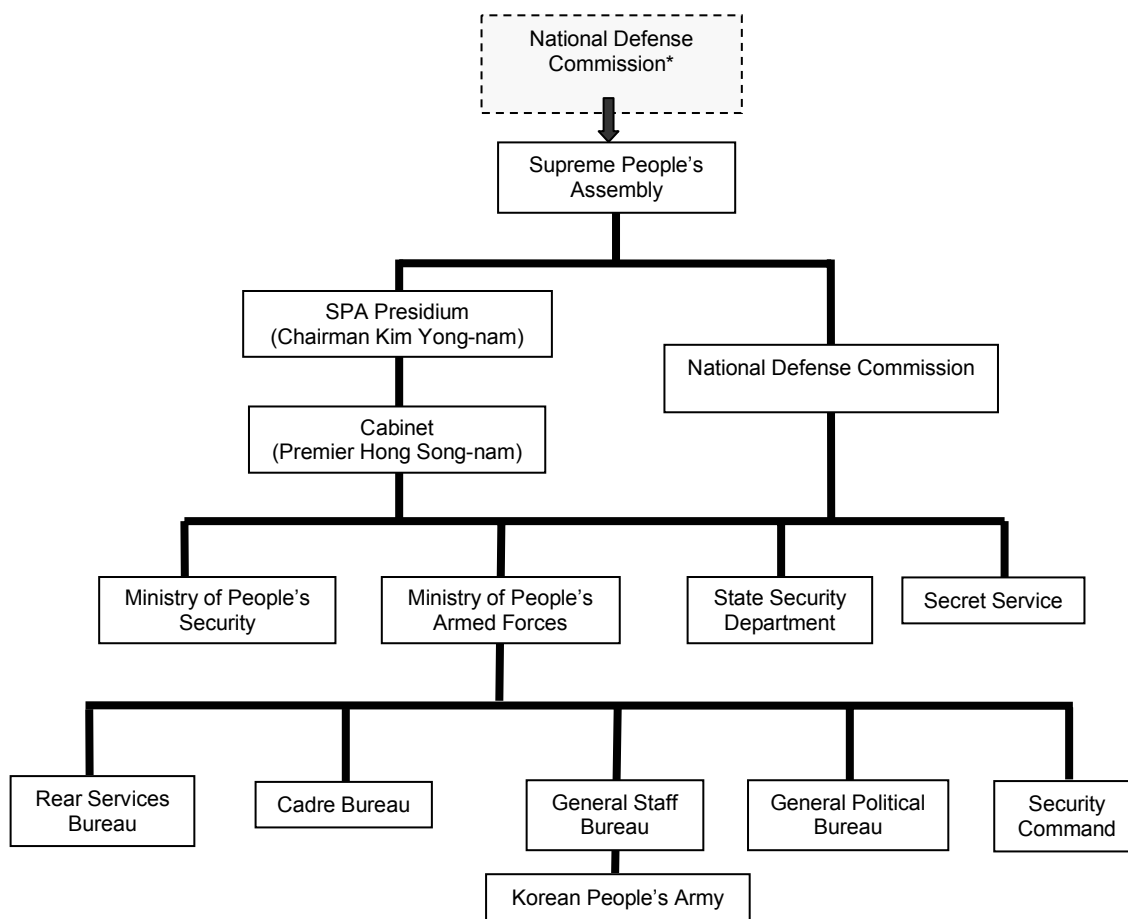 National Defense
Commission*
Supreme People’s
Assembly
SPA Presidium
(Chairman Kim Yong-nam)
National Defense Commission
Cabinet
(Premier Hong Song-nam)
Ministry of People’s
Security
Ministry of People’s
Armed Forces
State Security
Department
Secret Service
Rear Services
Bureau
Cadre Bureau
General Staff
Bureau
General Political
Bureau
Security
Command
Korean People’s Army